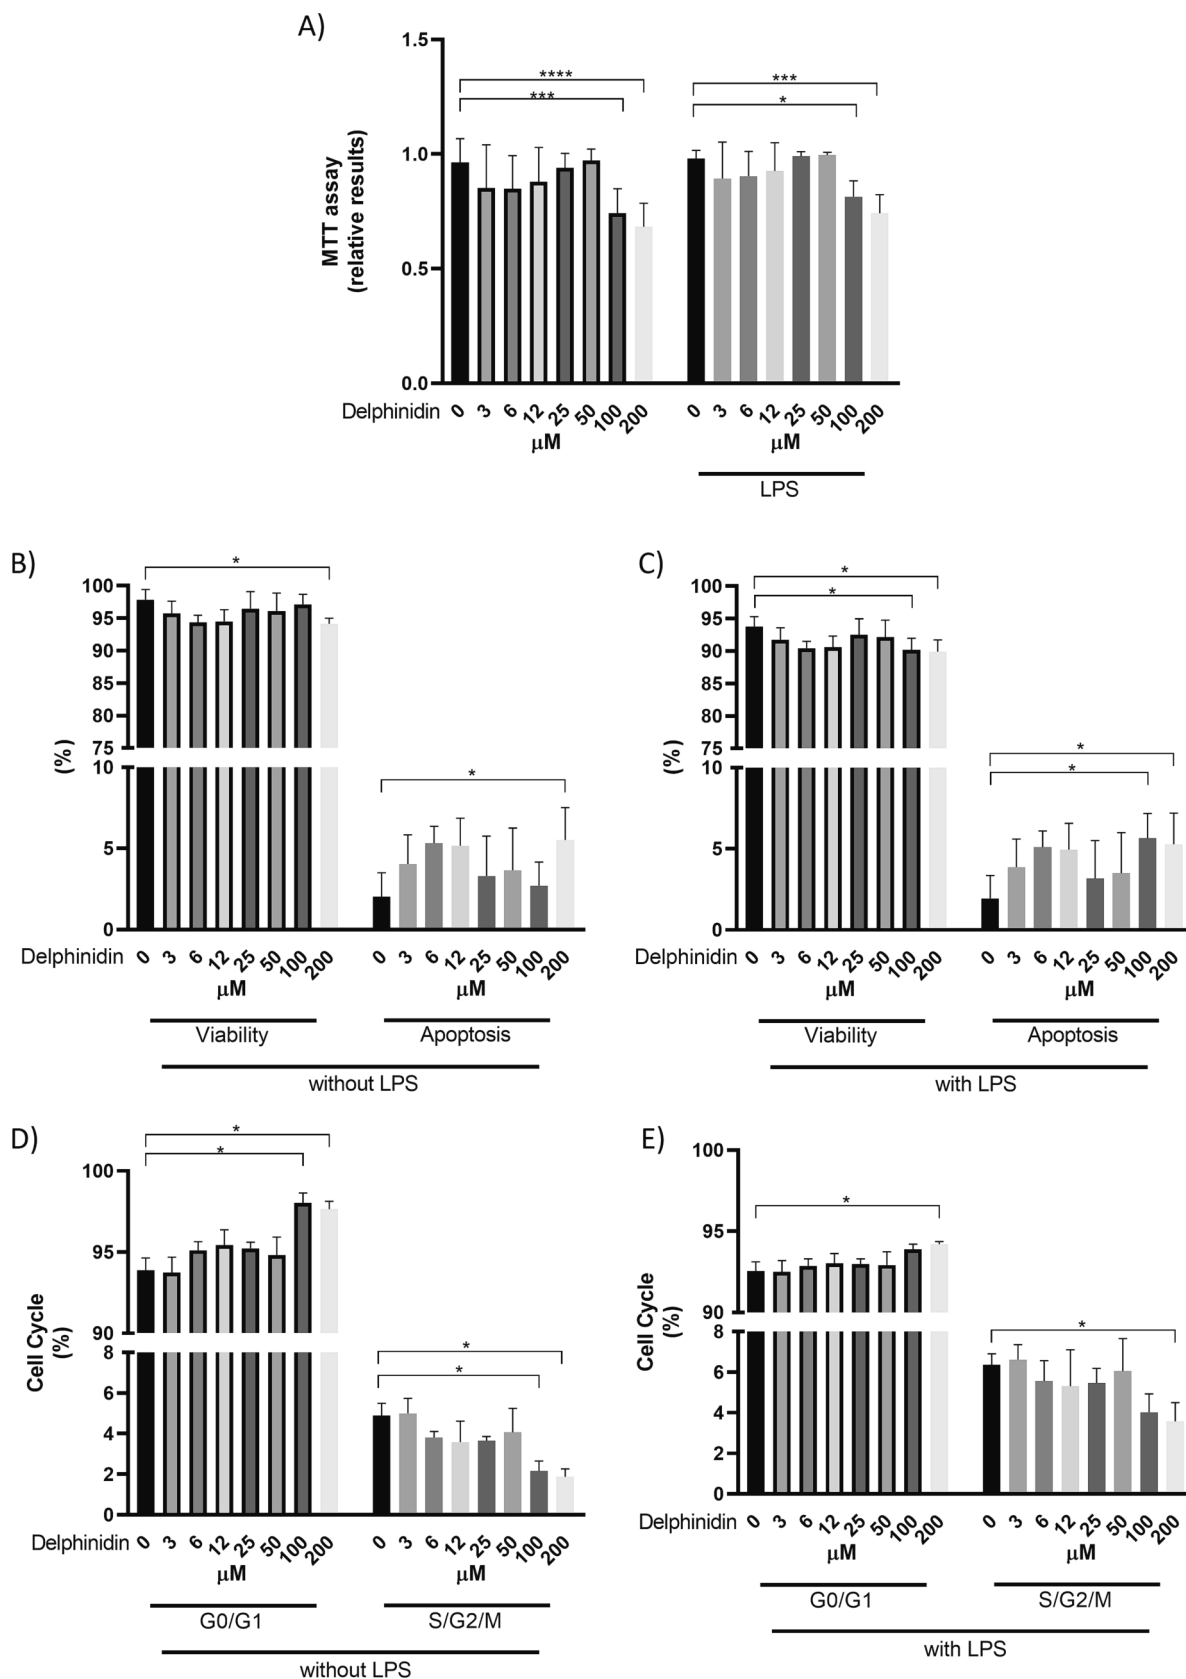 A)
1.5
1.0
0.5
0.0
MTT assay
(relative results)
****
***
***
*
Delphinidin 0 3 6 12 25 50 100 200 0 3 6 12 25 50 100 200
μM μM
LPS
B)
100
95
90
85
80
75
10
5
0
(%)
*
*
Delphinidin 0 3 6 12 25 50 100 200 0 3 6 12 25 50 100 200
μM μM
Viability Apoptosis
without LPS
C)
100
95
90
85
80
75
10
5
0
(%)
*
*
*
*
Delphinidin 0 3 6 12 25 50 100 200 0 3 6 12 25 50 100 200
μM μM
Viability Apoptosis
with LPS
D)
100
95
90
8
6
4
2
0
Cell Cycle
(%)
*
*
*
*
Delphinidin 0 3 6 12 25 50 100 200 0 3 6 12 25 50 100 200
μM μM
G0/G1 S/G2/M
without LPS
E)
100
95
90
8
6
4
2
0
Cell Cycle
(%)
*
*
Delphinidin 0 3 6 12 25 50 100 200 0 3 6 12 25 50 100 200
μM μM
G0/G1 S/G2/M
with LPS